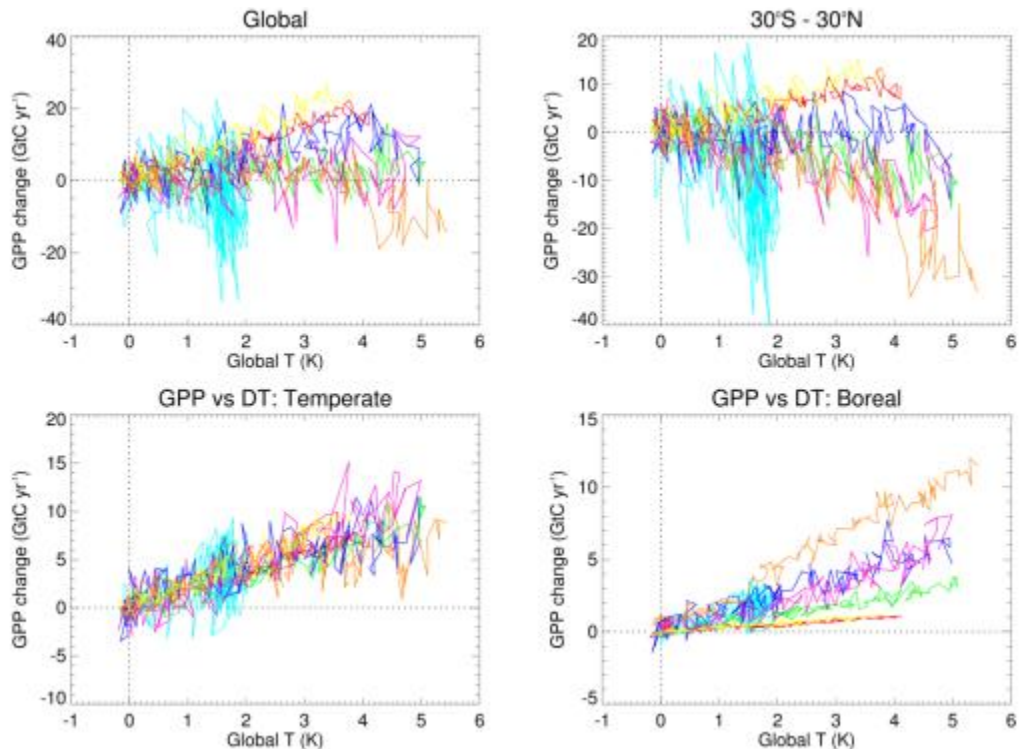 Global
40
20
0
-20
-40
GPP change (GtC yr⁻¹)
-1 0 1 2 3 4 5 6
Global T (K)
30°S - 30°N
20
10
0
-10
-20
-30
-40
GPP change (GtC yr⁻¹)
-1 0 1 2 3 4 5 6
Global T (K)
GPP vs DT: Temperate
20
15
10
5
0
-5
-10
GPP change (GtC yr⁻¹)
-1 0 1 2 3 4 5 6
Global T (K)
GPP vs DT: Boreal
15
10
5
0
-5
GPP change (GtC yr⁻¹)
-1 0 1 2 3 4 5 6
Global T (K)